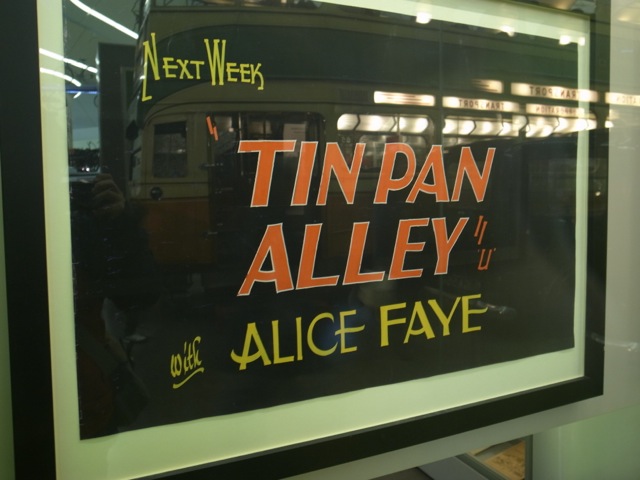 NEXT WEEK
"TIN PAN
ALLEY" 'U'
with ALICE FAYE